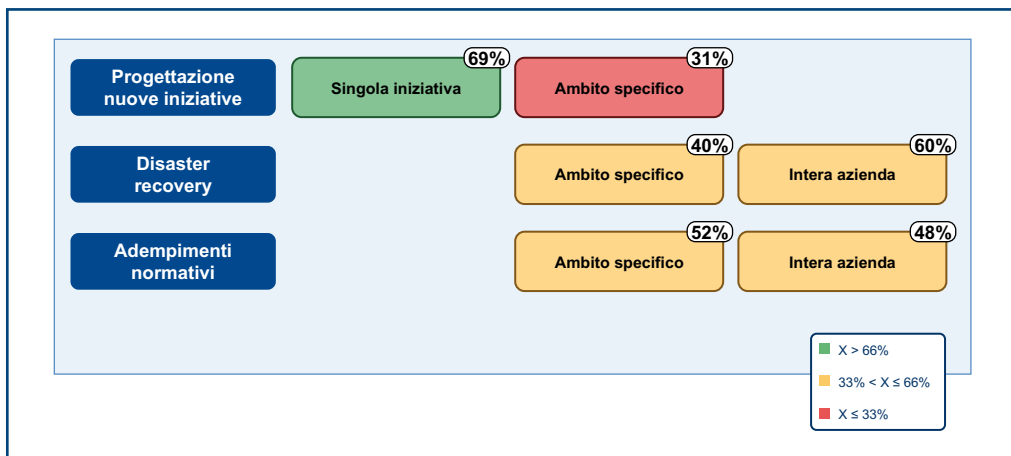 Progettazione
nuove iniziative
69%
Singola iniziativa
31%
Ambito specifico
Disaster
recovery
40%
Ambito specifico
60%
Intera azienda
Adempimenti
normativi
52%
Ambito specifico
48%
Intera azienda
X > 66%
33% < X ≤ 66%
X ≤ 33%